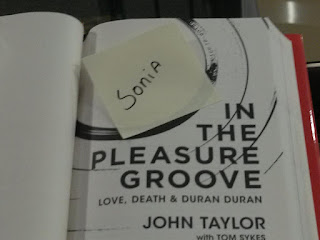 Sonia
IN
THE
PLEASURE
GROOVE
LOVE, DEATH & DURAN DURAN
JOHN TAYLOR
with TOM SYKES